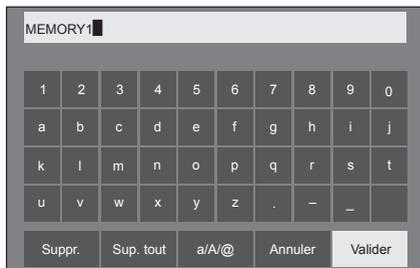 MEMORY1
1 2 3 4 5 6 7 8 9 0
a b c d e f g h i j
k l m n o p q r s t
u v w x y z . – _
Suppr. Sup. tout a/A/@ Annuler Valider